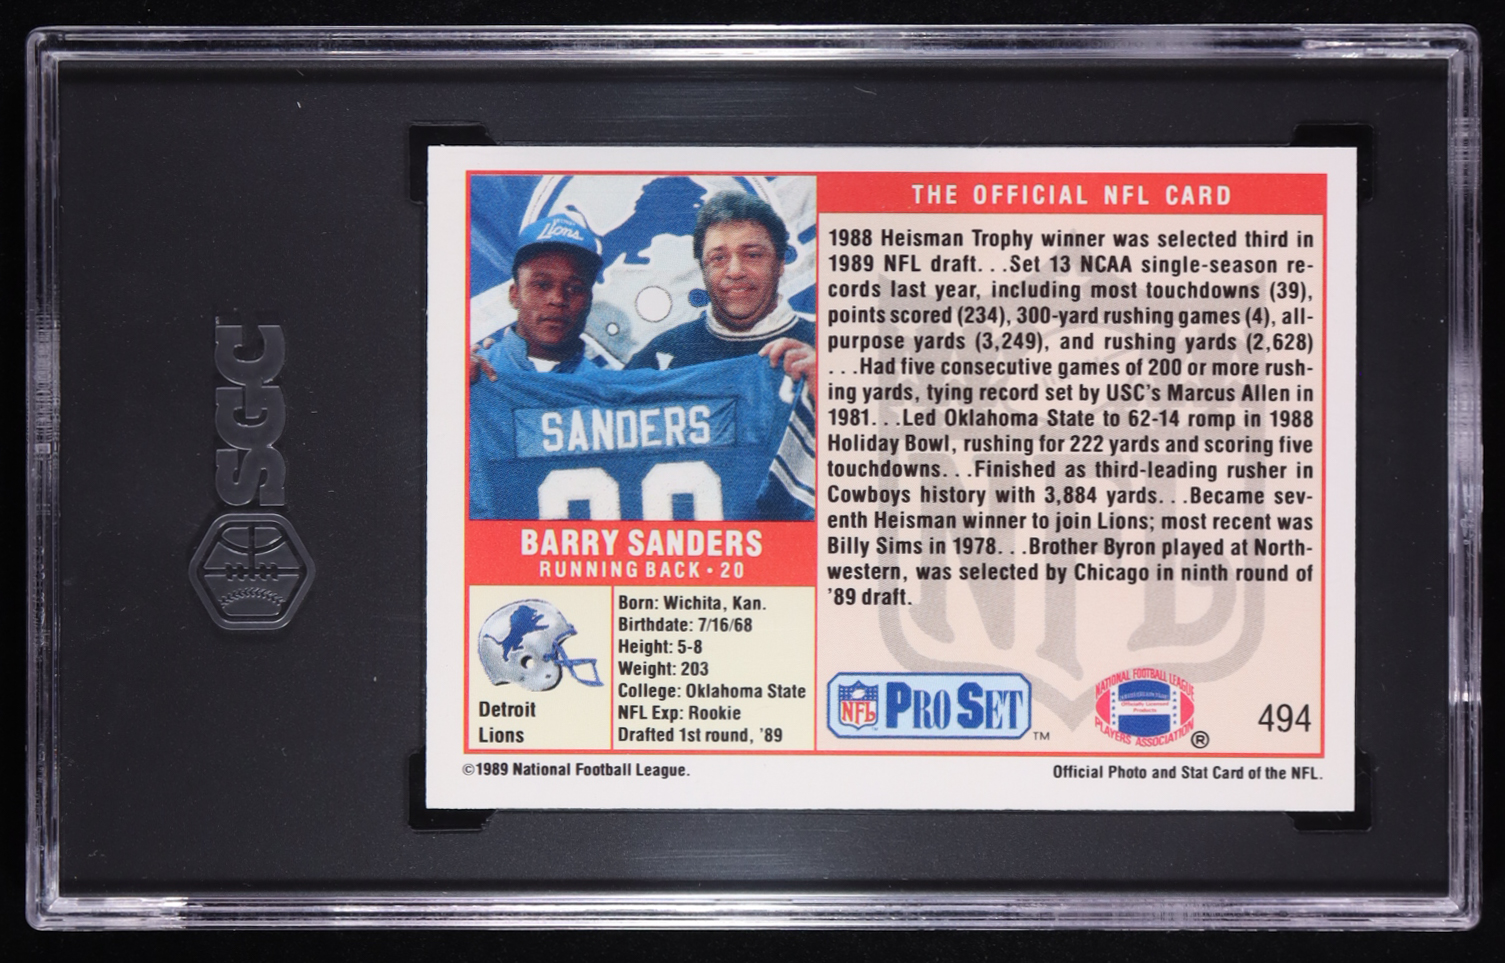 SGC
Lions
SANDERS
20
BARRY SANDERS
RUNNING BACK • 20
Detroit
Lions
Born: Wichita, Kan.
Birthdate: 7/16/68
Height: 5-8
Weight: 203
College: Oklahoma State
NFL Exp: Rookie
Drafted 1st round, '89
THE OFFICIAL NFL CARD
1988 Heisman Trophy winner was selected third in
1989 NFL draft. . .Set 13 NCAA single-season re-
cords last year, including most touchdowns (39),
points scored (234), 300-yard rushing games (4), all-
purpose yards (3,249), and rushing yards (2,628)
. . .Had five consecutive games of 200 or more rush-
ing yards, tying record set by USC's Marcus Allen in
1981. . .Led Oklahoma State to 62-14 romp in 1988
Holiday Bowl, rushing for 222 yards and scoring five
touchdowns. . .Finished as third-leading rusher in
Cowboys history with 3,884 yards. . .Became sev-
enth Heisman winner to join Lions; most recent was
Billy Sims in 1978. . .Brother Byron played at North-
western, was selected by Chicago in ninth round of
'89 draft.
NFL
NFL PRO SET TM
NATIONAL FOOTBALL LEAGUE
Officially Licensed
Products
PLAYERS ASSOCIATION ®
494
©1989 National Football League.
Official Photo and Stat Card of the NFL.